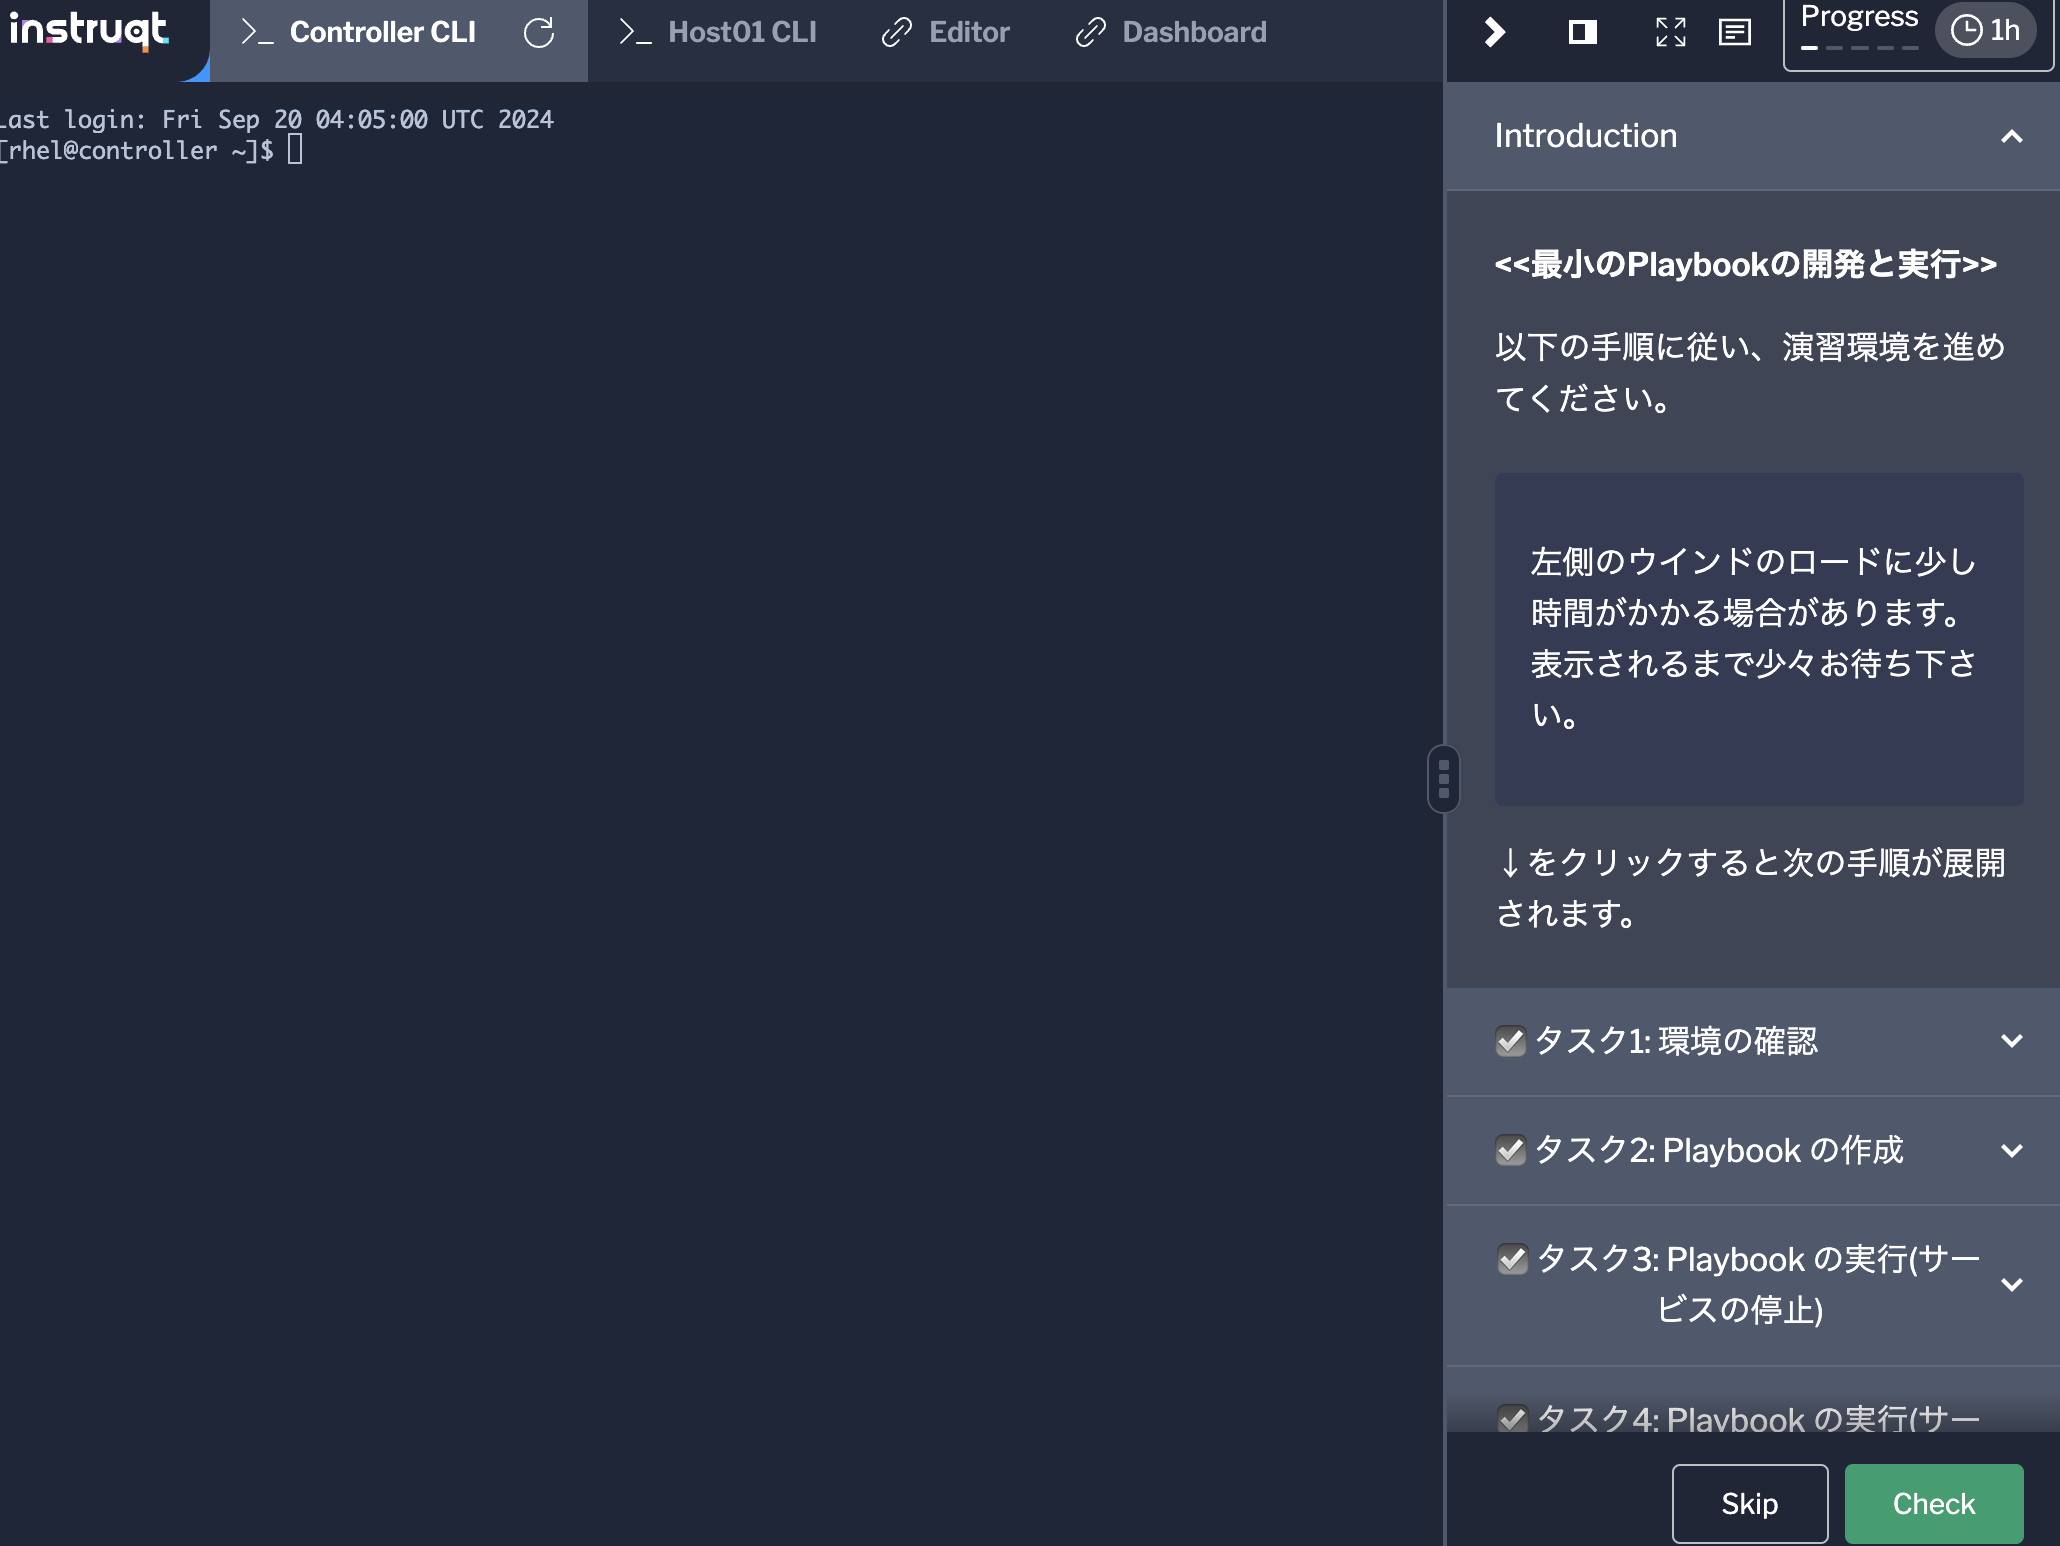 instruqt
Controller CLI
Host01 CLI
Editor
Dashboard
Progress
1h
Last login: Fri Sep 20 04:05:00 UTC 2024
[rhel@controller ~]$
Introduction
<<最小のPlaybookの開発と実行>>
以下の手順に従い、演習環境を進め
てください。
左側のウインドのロードに少し
時間がかかる場合があります。
表示されるまで少々お待ち下さ
い。
↓をクリックすると次の手順が展開
されます。
タスク1: 環境の確認
タスク2: Playbook の作成
タスク3: Playbook の実行(サー
ビスの停止)
タスク4: Playbook の実行(サー
Skip
Check